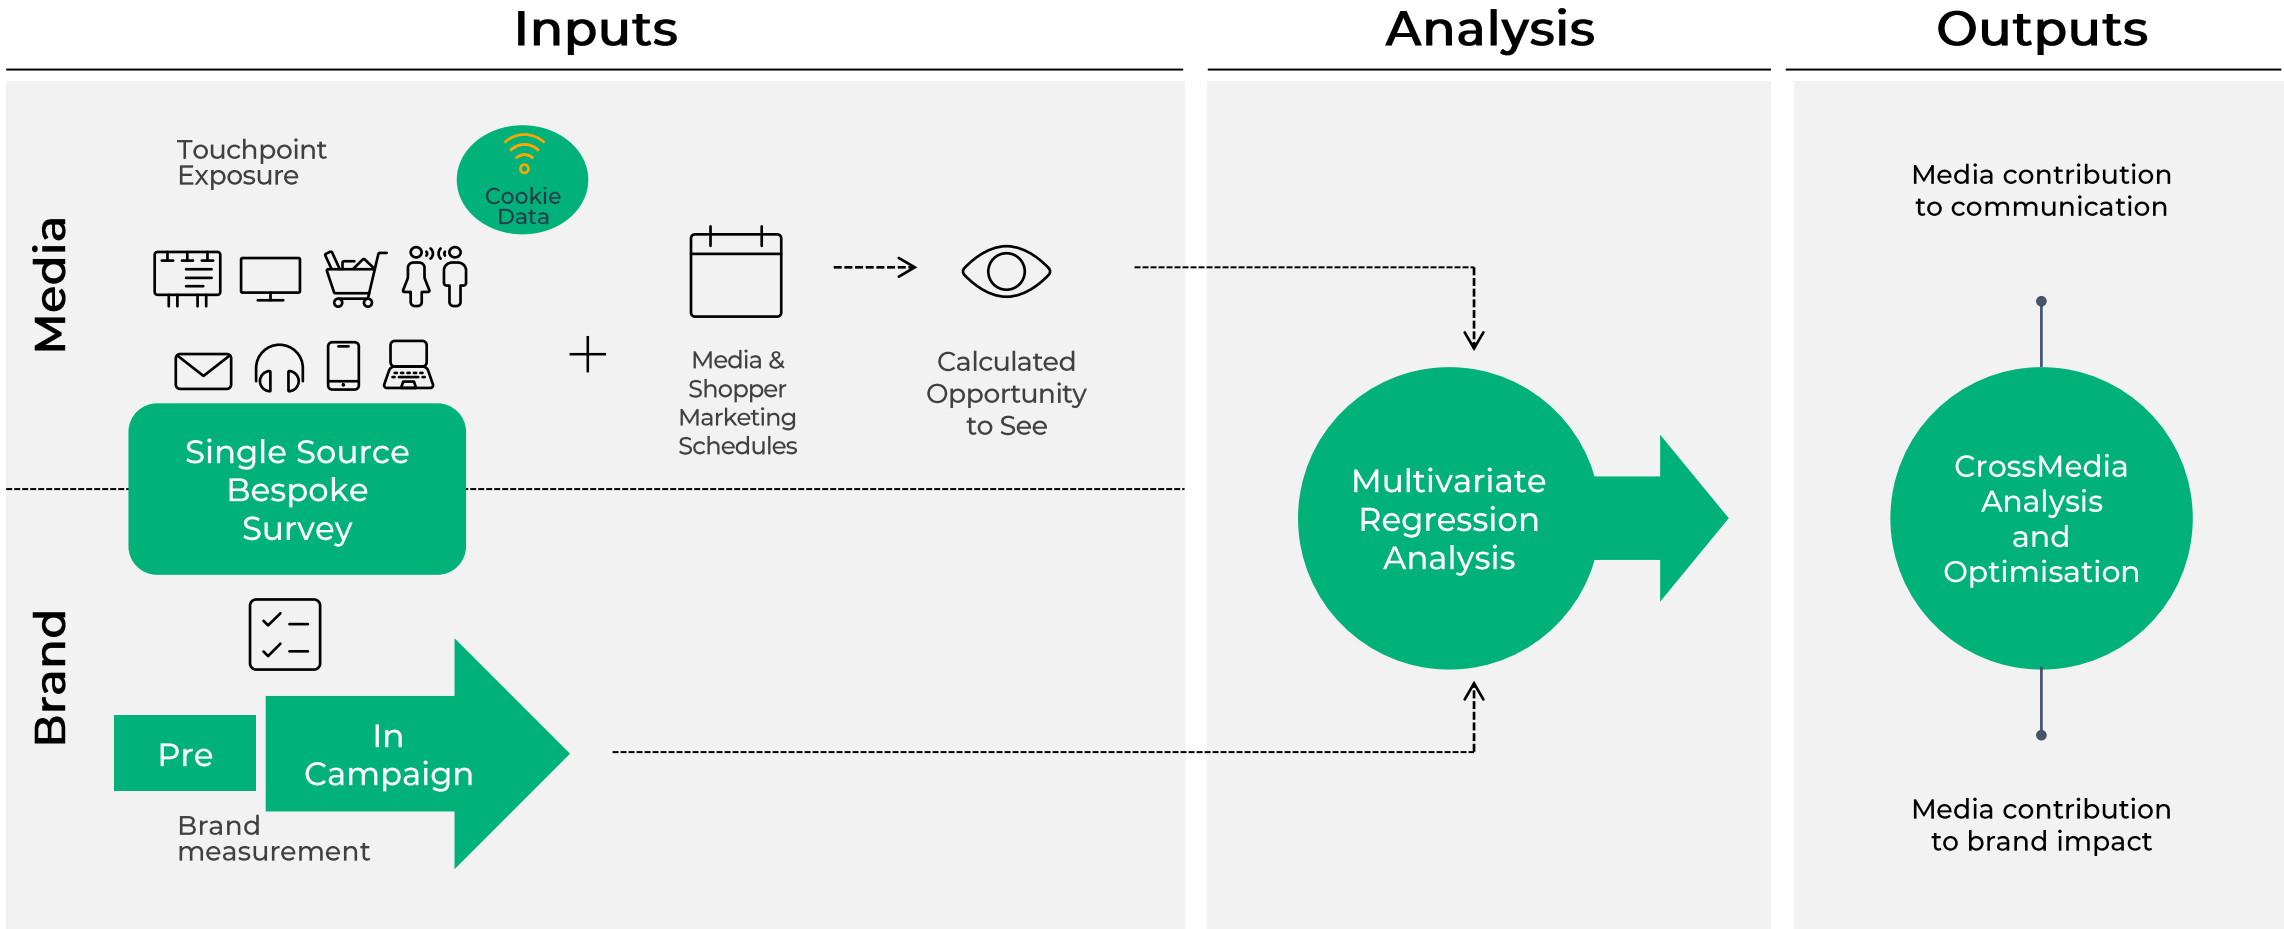 Inputs
Analysis
Outputs
Media
Touchpoint
Exposure
Cookie
Data
Media &
Shopper
Marketing
Schedules
Calculated
Opportunity
to See
Single Source
Bespoke
Survey
Brand
Pre
In
Campaign
Brand
measurement
Multivariate
Regression
Analysis
Media contribution
to communication
CrossMedia
Analysis
and
Optimisation
Media contribution
to brand impact